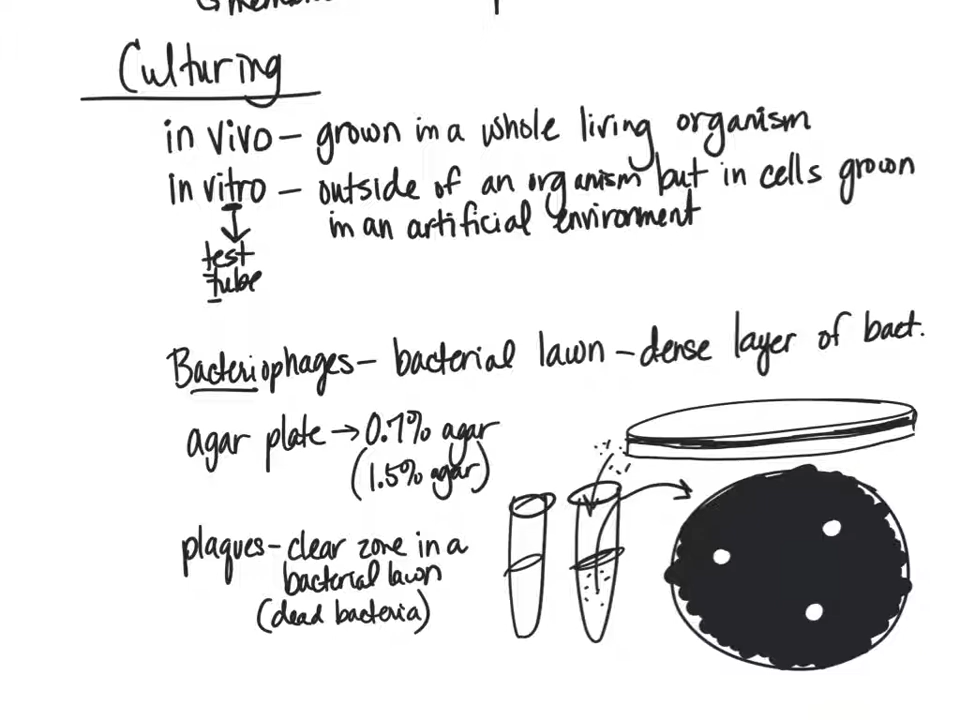 Culturing
in vivo - grown in a whole living organism
in vitro - outside of an organism but in cells grown
in an artificial environment
test
tube
Bacteriophages - bacterial lawn - dense layer of bact.
agar plate → 0.7% agar
(1.5% agar)
plaques - clear zone in a
bacterial lawn
(dead bacteria)